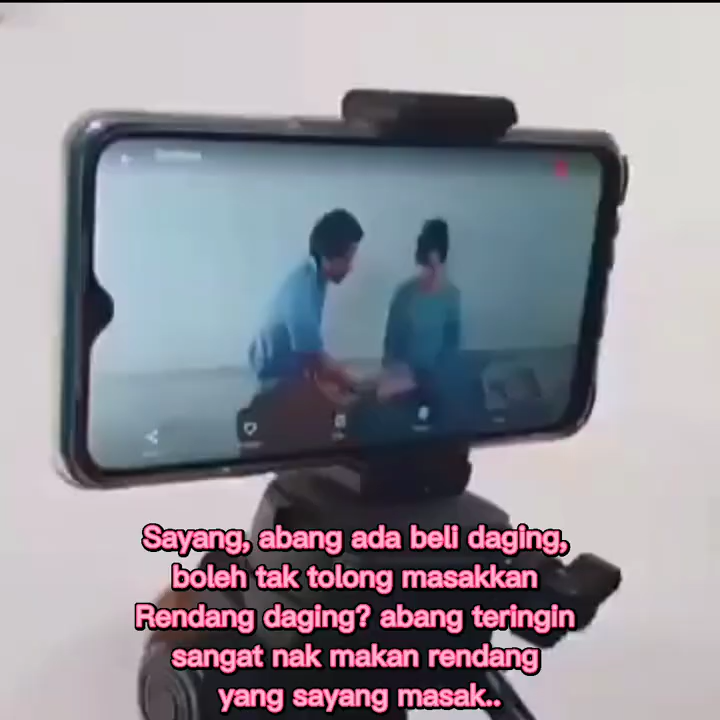 Sayang, abang ada beli daging,
boleh tak tolong masakkan
Rendang daging? abang teringin
sangat nak makan rendang
yang sayang masak..